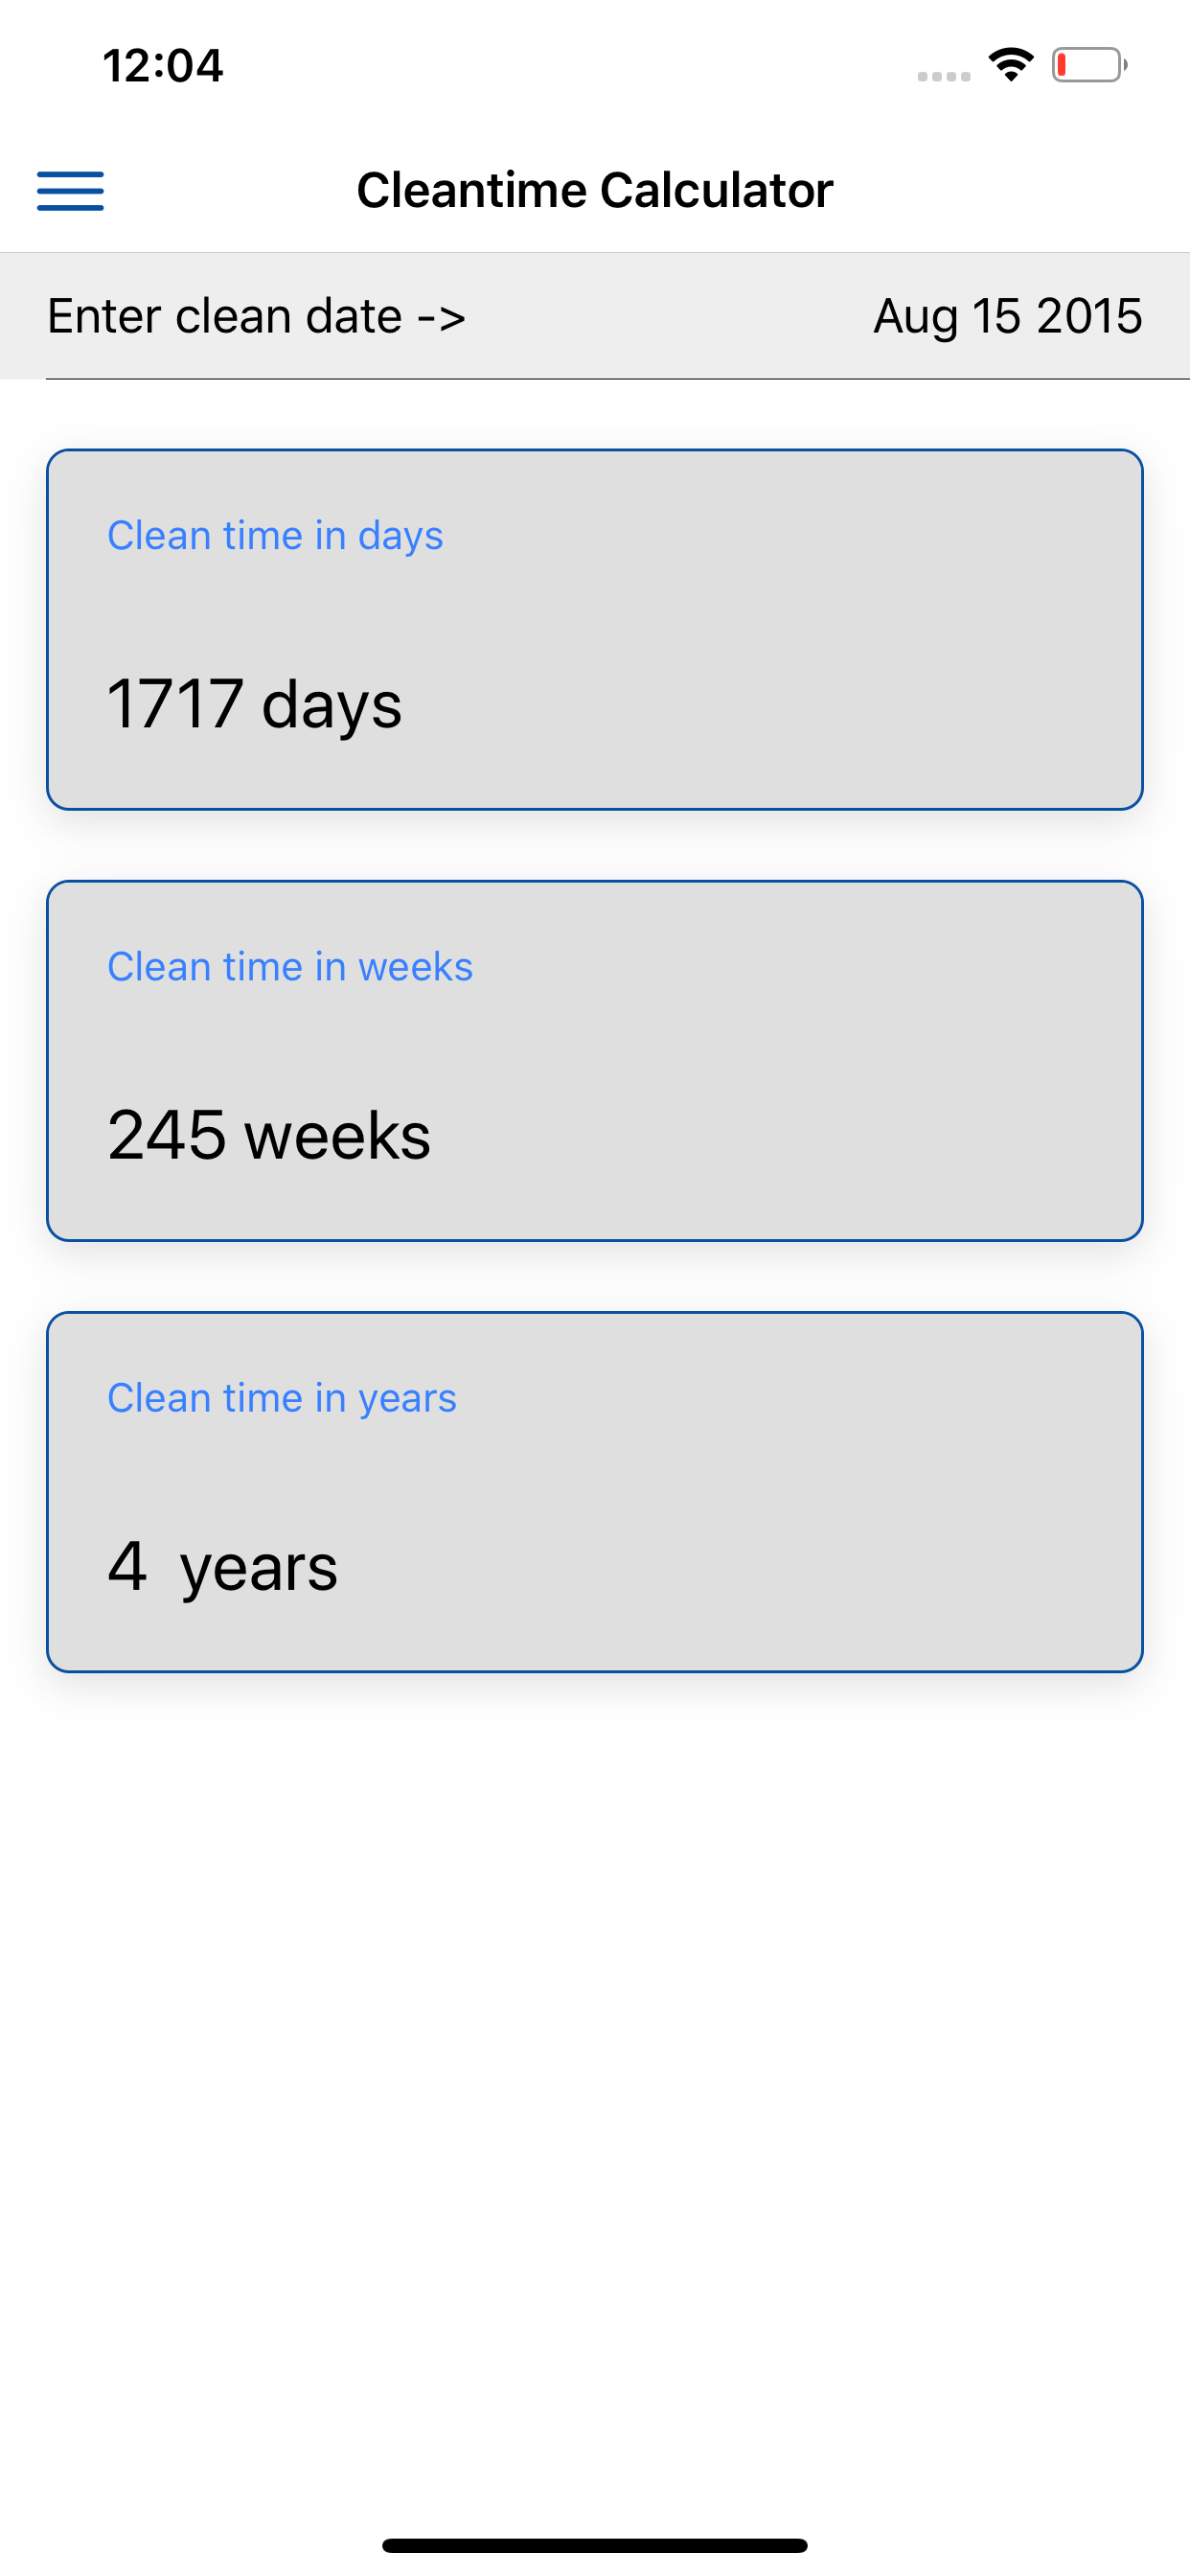 12:04
Cleantime Calculator
Enter clean date -> Aug 15 2015
Clean time in days
1717 days
Clean time in weeks
245 weeks
Clean time in years
4 years